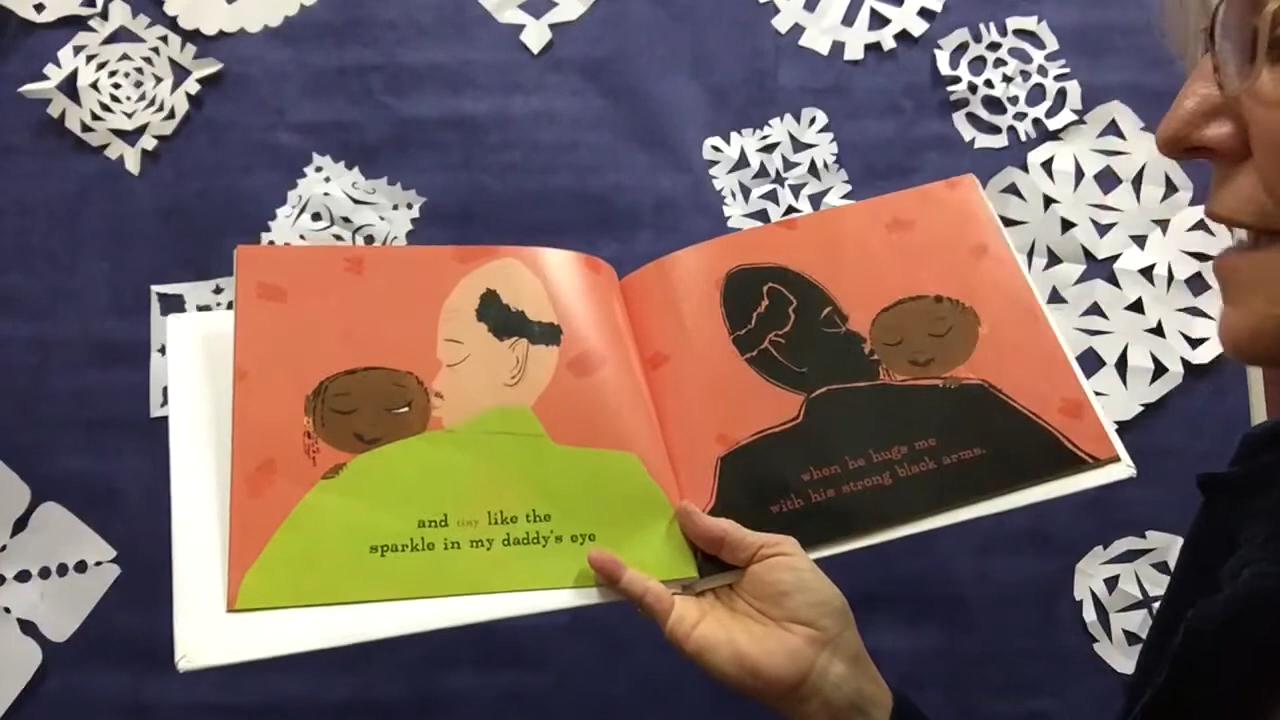 and tiny like the
sparkle in my daddy's eye
when he hugs me
with his strong black arms.